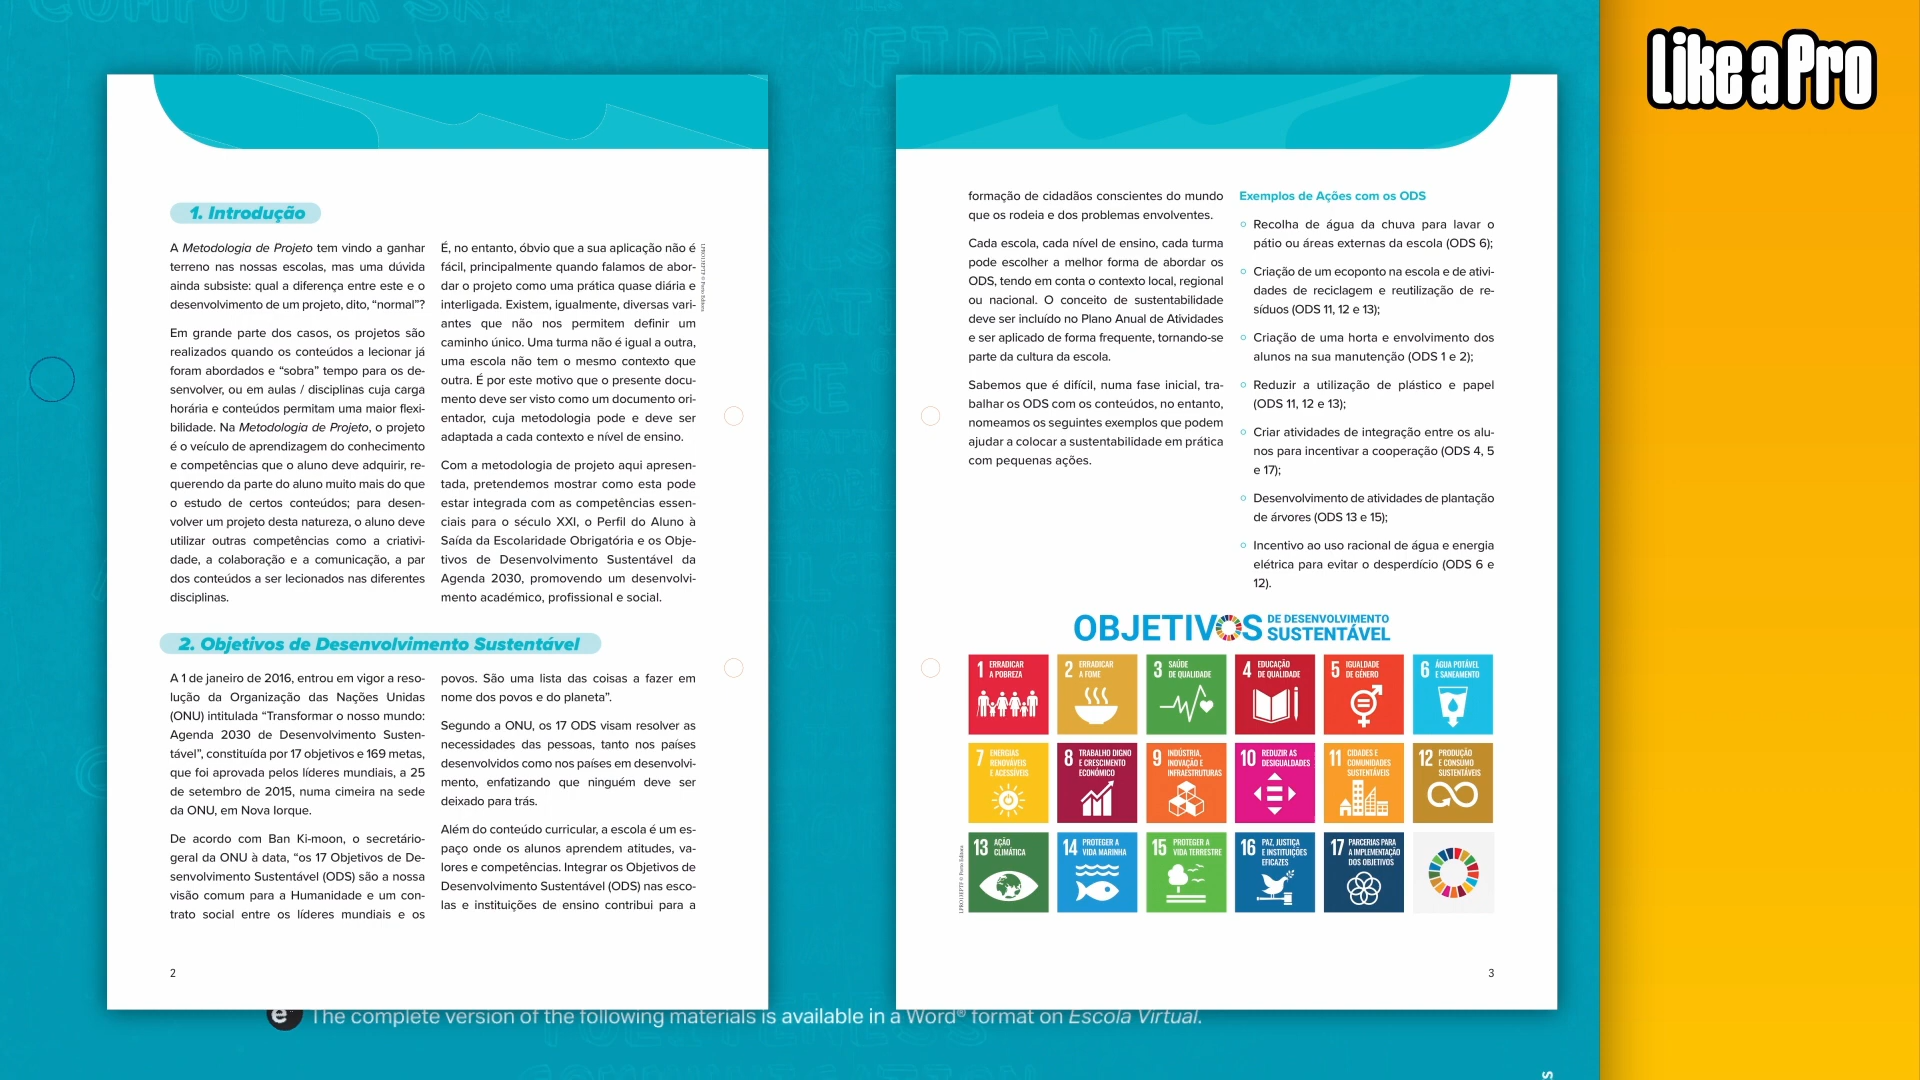 Like a Pro
1. Introdução
A Metodologia de Projeto tem vindo a ganhar
terreno nas nossas escolas, mas uma dúvida
ainda subsiste: qual a diferença entre este e o
desenvolvimento de um projeto, dito, “normal”?
Em grande parte dos casos, os projetos são
realizados quando os conteúdos a lecionar já
foram abordados e “sobra” tempo para os de-
senvolver, ou em aulas / disciplinas cuja carga
horária e conteúdos permitam uma maior flexi-
bilidade. Na Metodologia de Projeto, o projeto
é o veículo de aprendizagem do conhecimento
e competências que o aluno deve adquirir, re-
querendo da parte do aluno muito mais do que
o estudo de certos conteúdos; para desen-
volver um projeto desta natureza, o aluno deve
utilizar outras competências como a criativi-
dade, a colaboração e a comunicação, a par
dos conteúdos a ser lecionados nas diferentes
disciplinas.
É, no entanto, óbvio que a sua aplicação não é
fácil, principalmente quando falamos de abor-
dar o projeto como uma prática quase diária e
interligada. Existem, igualmente, diversas vari-
antes que não nos permitem definir um
caminho único. Uma turma não é igual a outra,
uma escola não tem o mesmo contexto que
outra. É por este motivo que o presente docu-
mento deve ser visto como um documento ori-
entador, cuja metodologia pode e deve ser
adaptada a cada contexto e nível de ensino.
Com a metodologia de projeto aqui apresen-
tada, pretendemos mostrar como esta pode
estar integrada com as competências essen-
ciais para o século XXI, o Perfil do Aluno à
Saída da Escolaridade Obrigatória e os Obje-
tivos de Desenvolvimento Sustentável da
Agenda 2030, promovendo um desenvolvi-
mento académico, profissional e social.
2. Objetivos de Desenvolvimento Sustentável
A 1 de janeiro de 2016, entrou em vigor a reso-
lução da Organização das Nações Unidas
(ONU) intitulada “Transformar o nosso mundo:
Agenda 2030 de Desenvolvimento Susten-
tável”, constituída por 17 objetivos e 169 metas,
que foi aprovada pelos líderes mundiais, a 25
de setembro de 2015, numa cimeira na sede
da ONU, em Nova Iorque.
De acordo com Ban Ki-moon, o secretário-
geral da ONU à data, “os 17 Objetivos de De-
senvolvimento Sustentável (ODS) são a nossa
visão comum para a Humanidade e um con-
trato social entre os líderes mundiais e os
povos. São uma lista das coisas a fazer em
nome dos povos e do planeta”.
Segundo a ONU, os 17 ODS visam resolver as
necessidades das pessoas, tanto nos países
desenvolvidos como nos países em desenvolvi-
mento, enfatizando que ninguém deve ser
deixado para trás.
Além do conteúdo curricular, a escola é um es-
paço onde os alunos aprendem atitudes, va-
lores e competências. Integrar os Objetivos de
Desenvolvimento Sustentável (ODS) nas esco-
las e instituições de ensino contribui para a
2
formação de cidadãos conscientes do mundo
que os rodeia e dos problemas envolventes.
Cada escola, cada nível de ensino, cada turma
pode escolher a melhor forma de abordar os
ODS, tendo em conta o contexto local, regional
ou nacional. O conceito de sustentabilidade
deve ser incluído no Plano Anual de Atividades
e ser aplicado de forma frequente, tornando-se
parte da cultura da escola.
Sabemos que é difícil, numa fase inicial, tra-
balhar os ODS com os conteúdos, no entanto,
nomeamos os seguintes exemplos que podem
ajudar a colocar a sustentabilidade em prática
com pequenas ações.
Exemplos de Ações com os ODS
Recolha de água da chuva para lavar o
pátio ou áreas externas da escola (ODS 6);
Criação de um ecoponto na escola e de ativi-
dades de reciclagem e reutilização de re-
síduos (ODS 11, 12 e 13);
Criação de uma horta e envolvimento dos
alunos na sua manutenção (ODS 1 e 2);
Reduzir a utilização de plástico e papel
(ODS 11, 12 e 13);
Criar atividades de integração entre os alu-
nos para incentivar a cooperação (ODS 4, 5
e 17);
Desenvolvimento de atividades de plantação
de árvores (ODS 13 e 15);
Incentivo ao uso racional de água e energia
elétrica para evitar o desperdício (ODS 6 e
12).
OBJETIVOS DE DESENVOLVIMENTO
SUSTENTÁVEL
1 ERRADICAR
A POBREZA
2 ERRADICAR
A FOME
3 SAÚDE
DE QUALIDADE
4 EDUCAÇÃO
DE QUALIDADE
5 IGUALDADE
DE GÉNERO
6 ÁGUA POTÁVEL
E SANEAMENTO
7 ENERGIAS
RENOVÁVEIS
E ACESSÍVEIS
8 TRABALHO DIGNO
E CRESCIMENTO
ECONÓMICO
9 INDÚSTRIA,
INOVAÇÃO E
INFRAESTRUTURAS
10 REDUZIR AS
DESIGUALDADES
11 CIDADES E
COMUNIDADES
SUSTENTÁVEIS
12 PRODUÇÃO
E CONSUMO
SUSTENTÁVEIS
13 AÇÃO
CLIMÁTICA
14 PROTEGER A
VIDA MARINHA
15 PROTEGER A
VIDA TERRESTRE
16 PAZ, JUSTIÇA
E INSTITUIÇÕES
EFICAZES
17 PARCERIAS PARA
A IMPLEMENTAÇÃO
DOS OBJETIVOS
3
The complete version of the following materials is available in a Word® format on Escola Virtual.